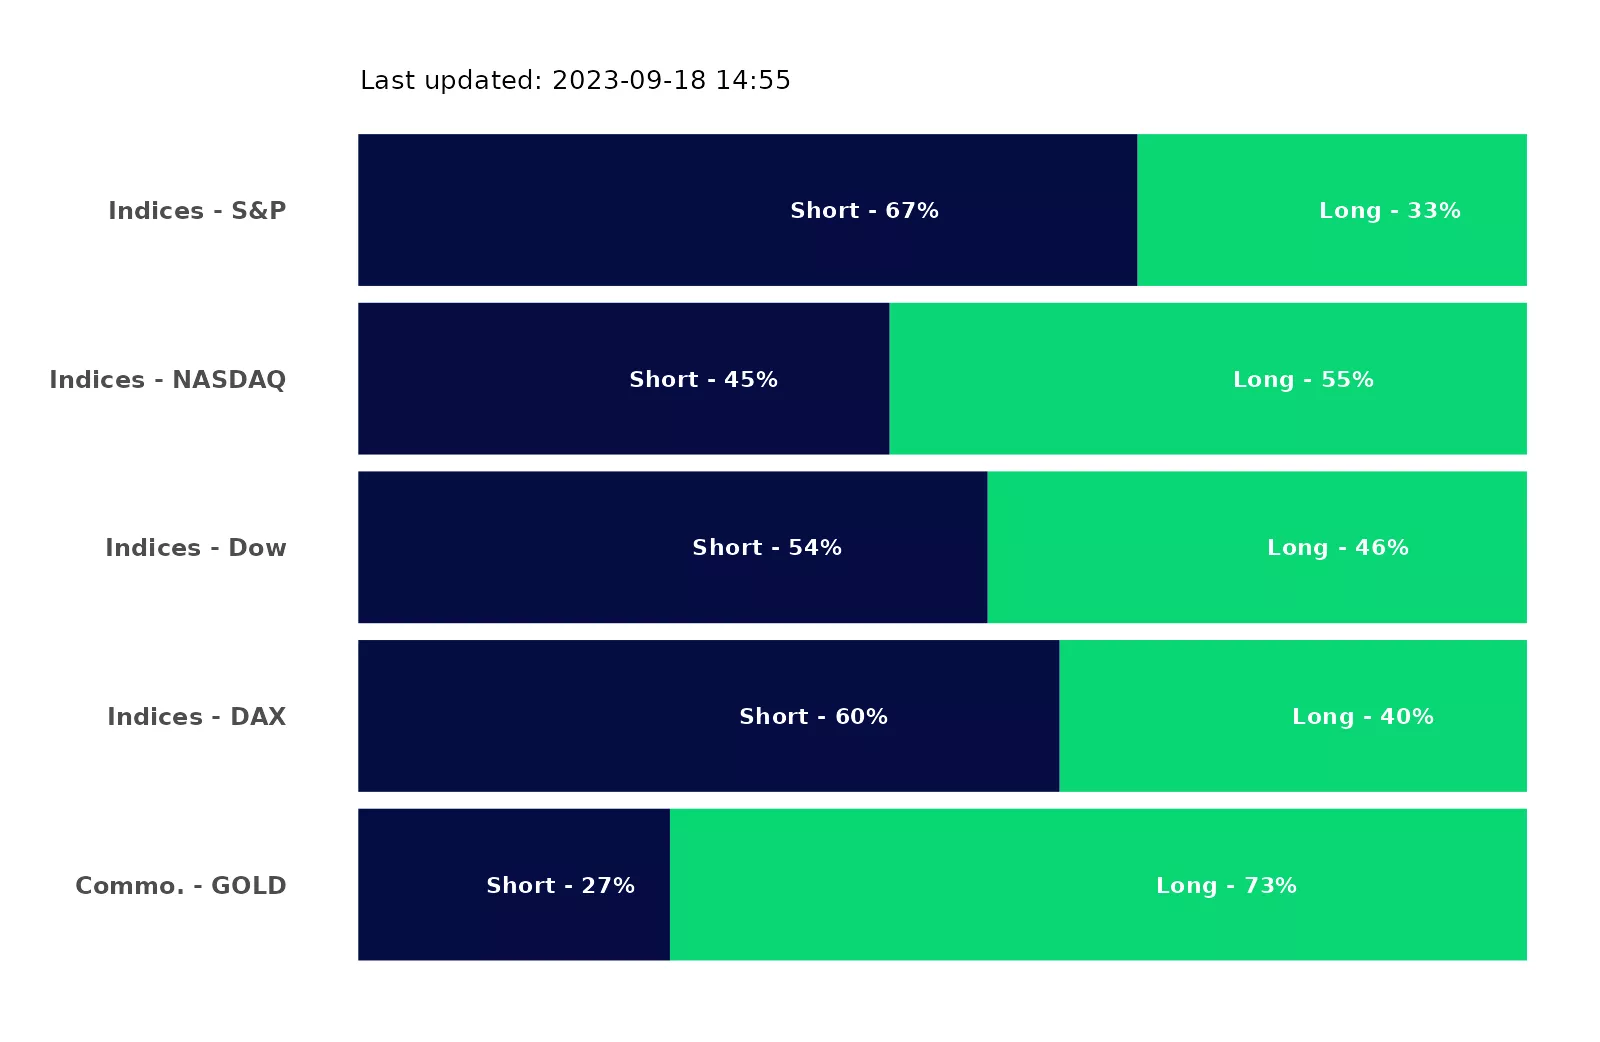 Last updated: 2023-09-18 14:55
Indices - S&P Short - 67% Long - 33%
Indices - NASDAQ Short - 45% Long - 55%
Indices - Dow Short - 54% Long - 46%
Indices - DAX Short - 60% Long - 40%
Commo. - GOLD Short - 27% Long - 73%